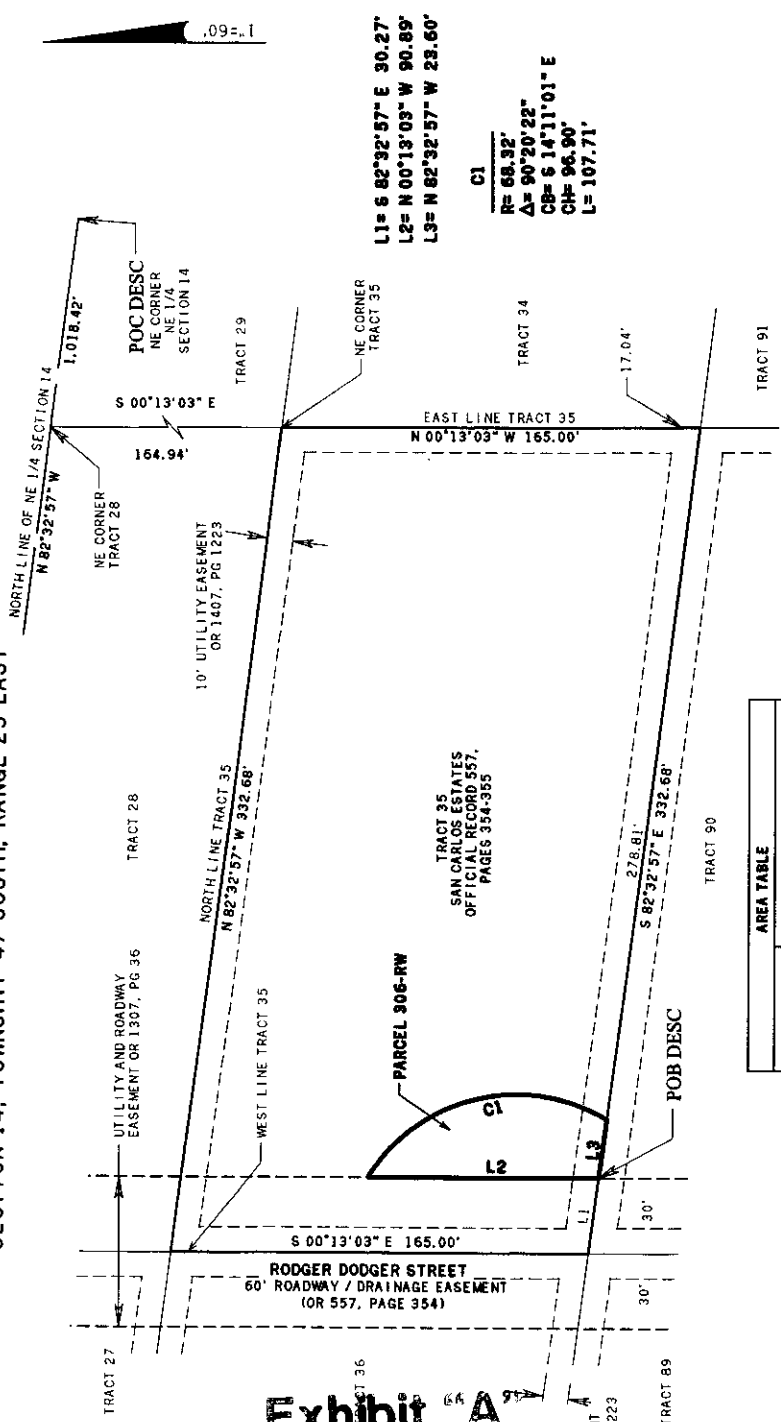 SECTION 14, TOWNSHIP 47 SOUTH, RANGE 25 EAST
1"=60'
NORTH LINE OF NE 1/4 SECTION 14
N 82°32'57" W
1,018.42'
POC DESC
NE CORNER
NE 1/4
SECTION 14
NE CORNER
TRACT 28
S 00°13'03" E
164.94'
TRACT 29
NE CORNER
TRACT 35
L1= S 82°32'57" E 30.27'
L2= N 00°13'03" W 90.89'
L3= N 82°32'57" W 23.60'
C1
R= 68.32'
Δ= 90°20'22"
CB= S 14°11'01" E
CH= 96.90'
L= 107.71'
UTILITY AND ROADWAY
EASEMENT OR 1307, PG 36
TRACT 28
10' UTILITY EASEMENT
OR 1407, PG 1223
NORTH LINE TRACT 35
N 82°32'57" W 332.68'
WEST LINE TRACT 35
EAST LINE TRACT 35
N 00°13'03" W 165.00'
TRACT 34
TRACT 27
S 00°13'03" E 165.00'
RODGER DODGER STREET
60' ROADWAY / DRAINAGE EASEMENT
(OR 557, PAGE 354)
PARCEL 306-RW
C1
L2
L3
L1
TRACT 35
SAN CARLOS ESTATES
OFFICIAL RECORD 557,
PAGES 354-355
17.04'
278.81'
S 82°32'57" E 332.68'
POB DESC
30'
30'
TRACT 90
TRACT 91
36
TRACT 89
223
AREA TABLE
Exhibit "A"